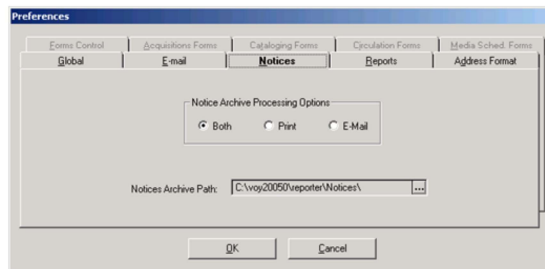 Preferences
Forms Control Acquisitions Forms Cataloging Forms Circulation Forms Media Sched. Forms
Global E-mail Notices Reports Address Format
Notice Archive Processing Options
Both Print E-Mail
Notices Archive Path: C:\voy20050\reporter\Notices\ ...
OK Cancel